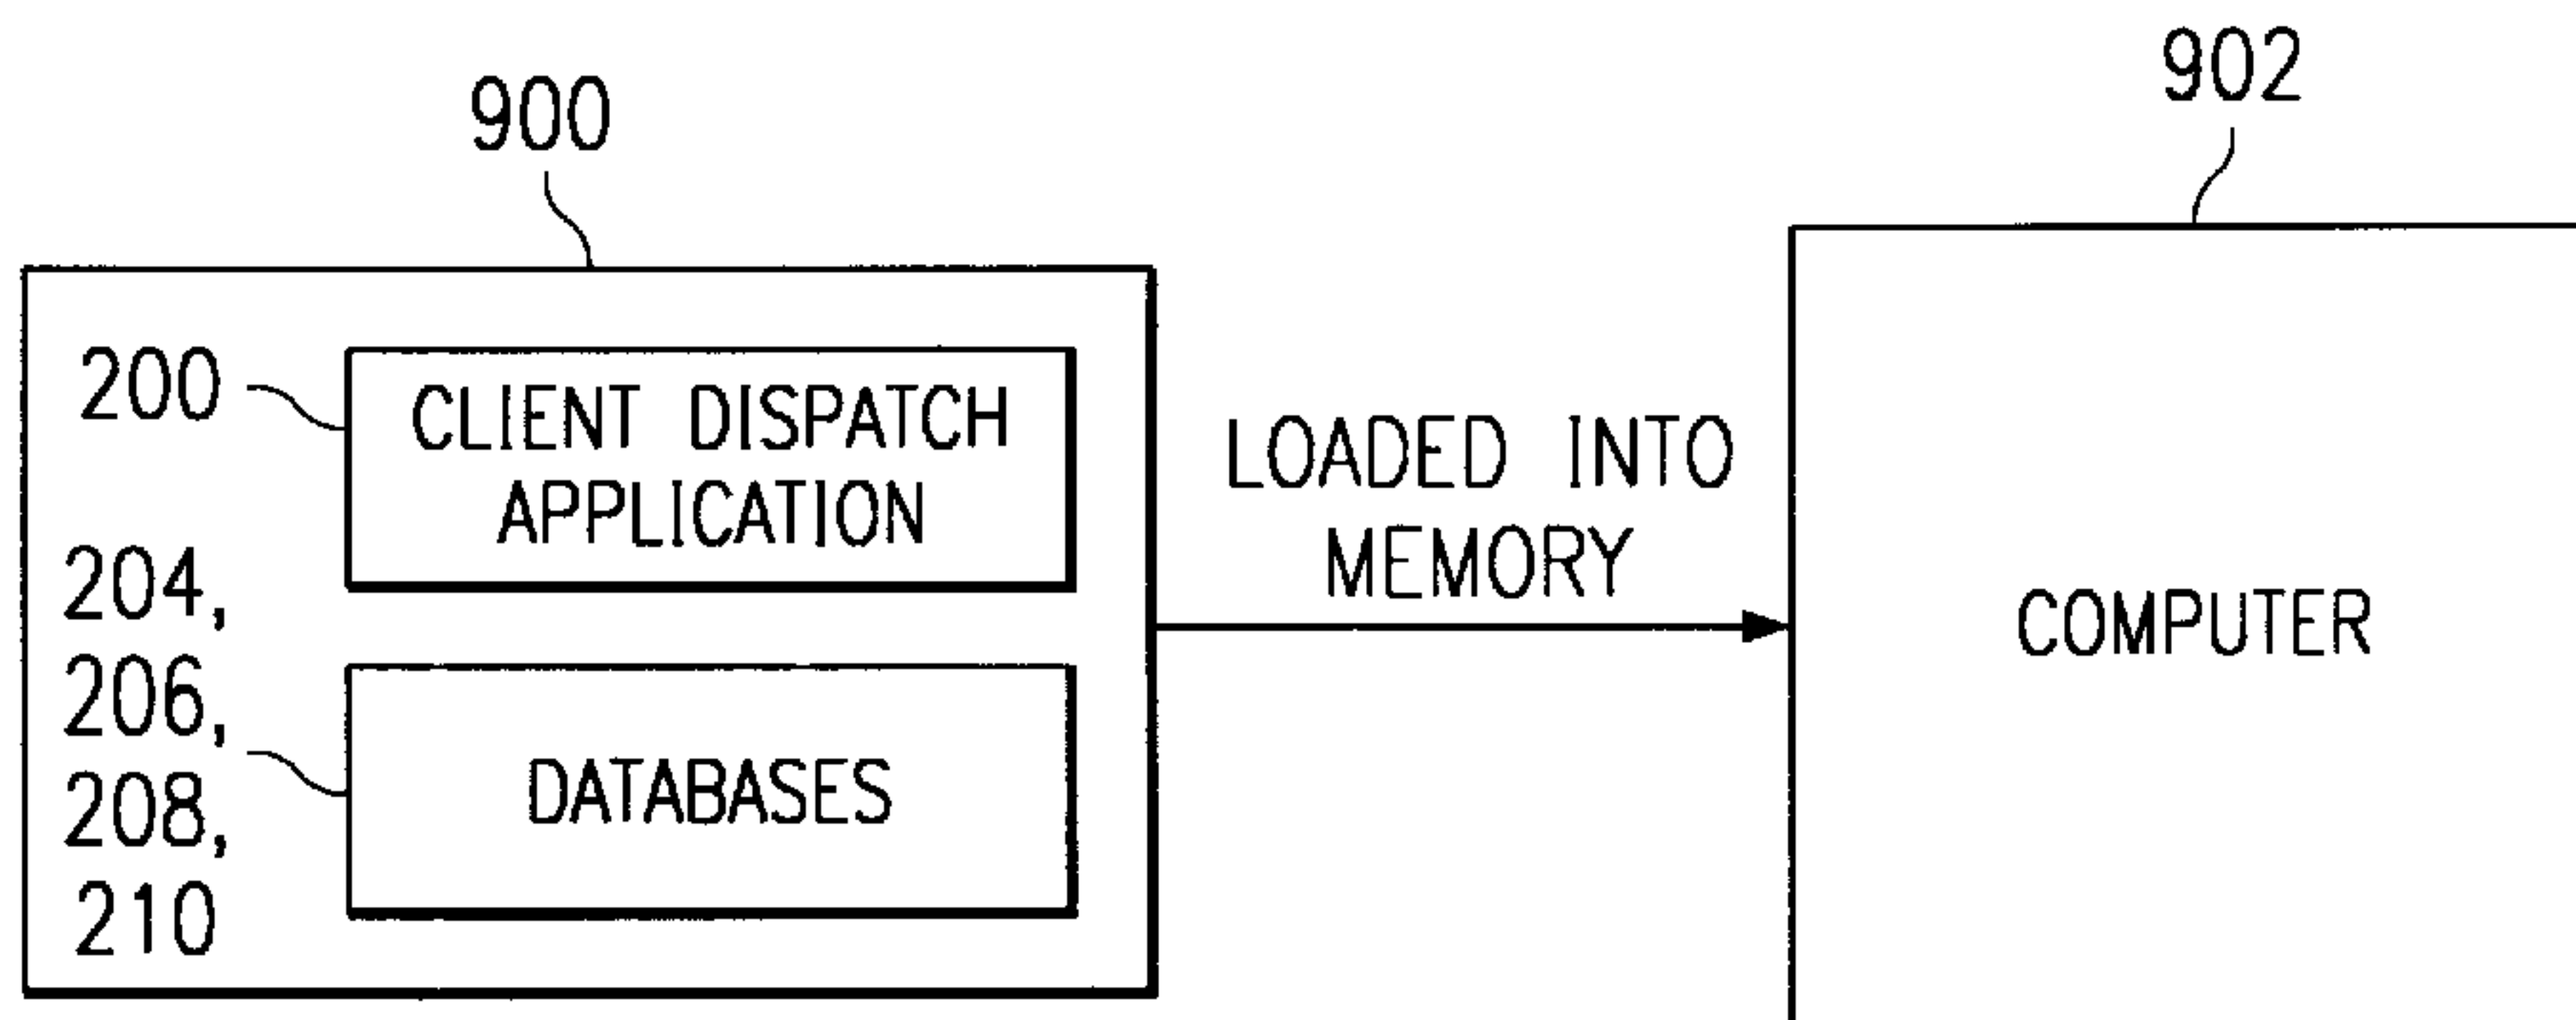 900
902
200
CLIENT DISPATCH
APPLICATION
LOADED INTO
MEMORY
204,
206,
208,
210
DATABASES
COMPUTER